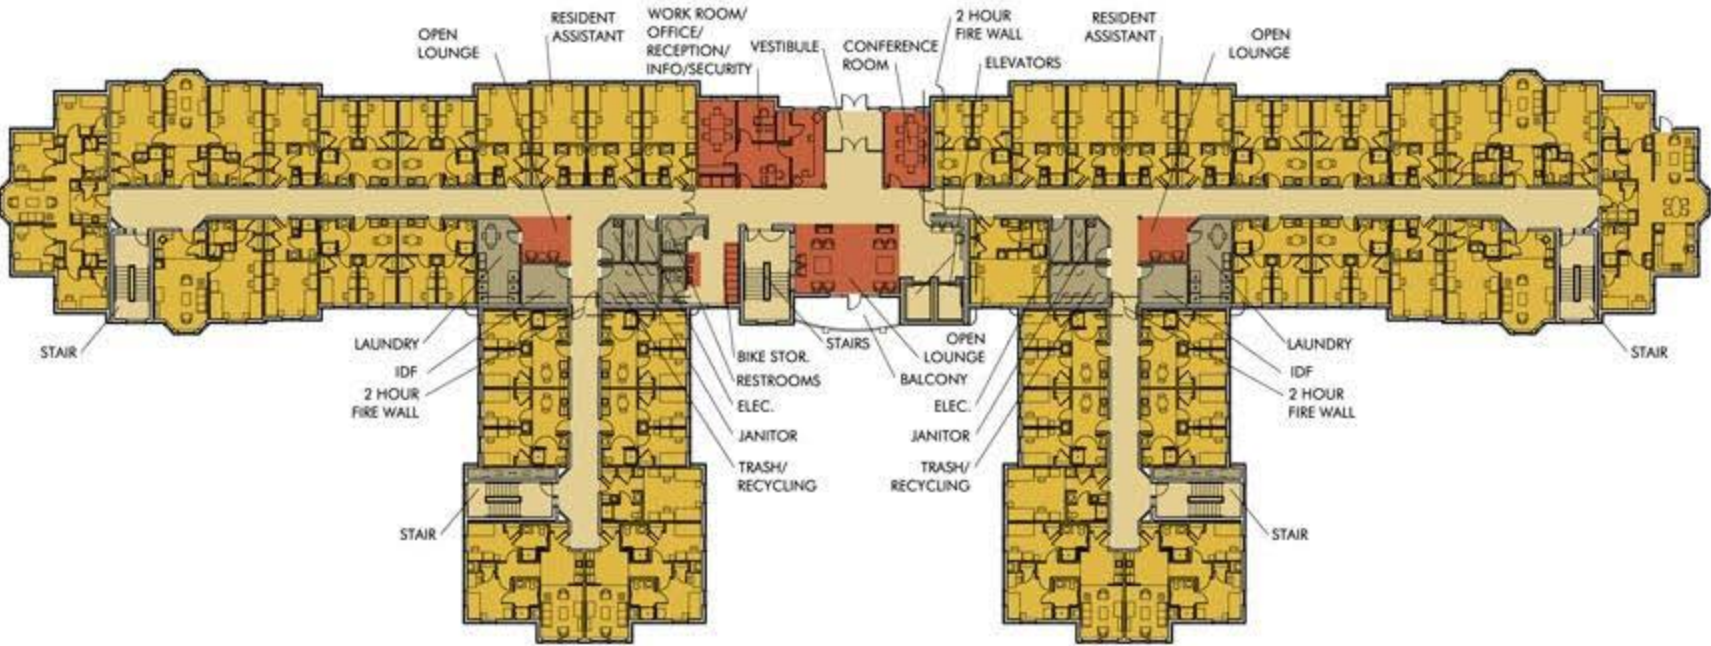 OPEN
LOUNGE
RESIDENT
ASSISTANT
WORK ROOM/
OFFICE/
RECEPTION/
INFO/SECURITY
VESTIBULE
CONFERENCE
ROOM
2 HOUR
FIRE WALL
ELEVATORS
RESIDENT
ASSISTANT
OPEN
LOUNGE
STAIR
LAUNDRY
IDF
2 HOUR
FIRE WALL
STAIR
BIKE STOR.
RESTROOMS
ELEC.
JANITOR
TRASH/
RECYCLING
STAIRS
OPEN
LOUNGE
BALCONY
ELEC.
JANITOR
TRASH/
RECYCLING
LAUNDRY
IDF
2 HOUR
FIRE WALL
STAIR
STAIR